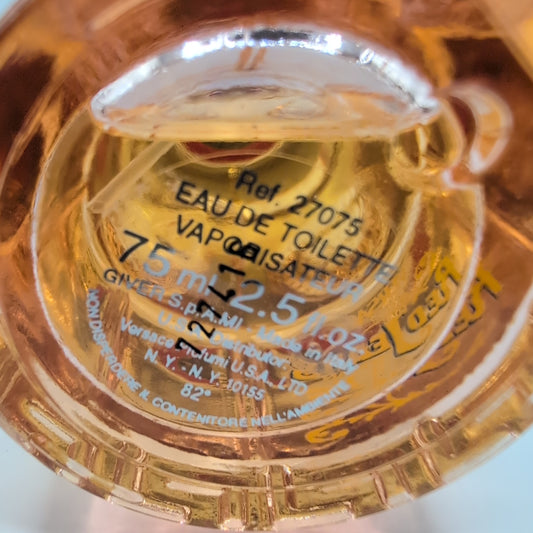 Ref. 27075
EAU DE TOILETTE
VAPORISATEUR
75 ml 2.5 fl. oz.
GIVER S.p.A. MI - Made in Italy
U.S. Distributor:
Versace Profumi U.S.A., LTD
N.Y. - N.Y. 10155
82°
NON DISPERDERE IL CONTENITORE NELL'AMBIENTE